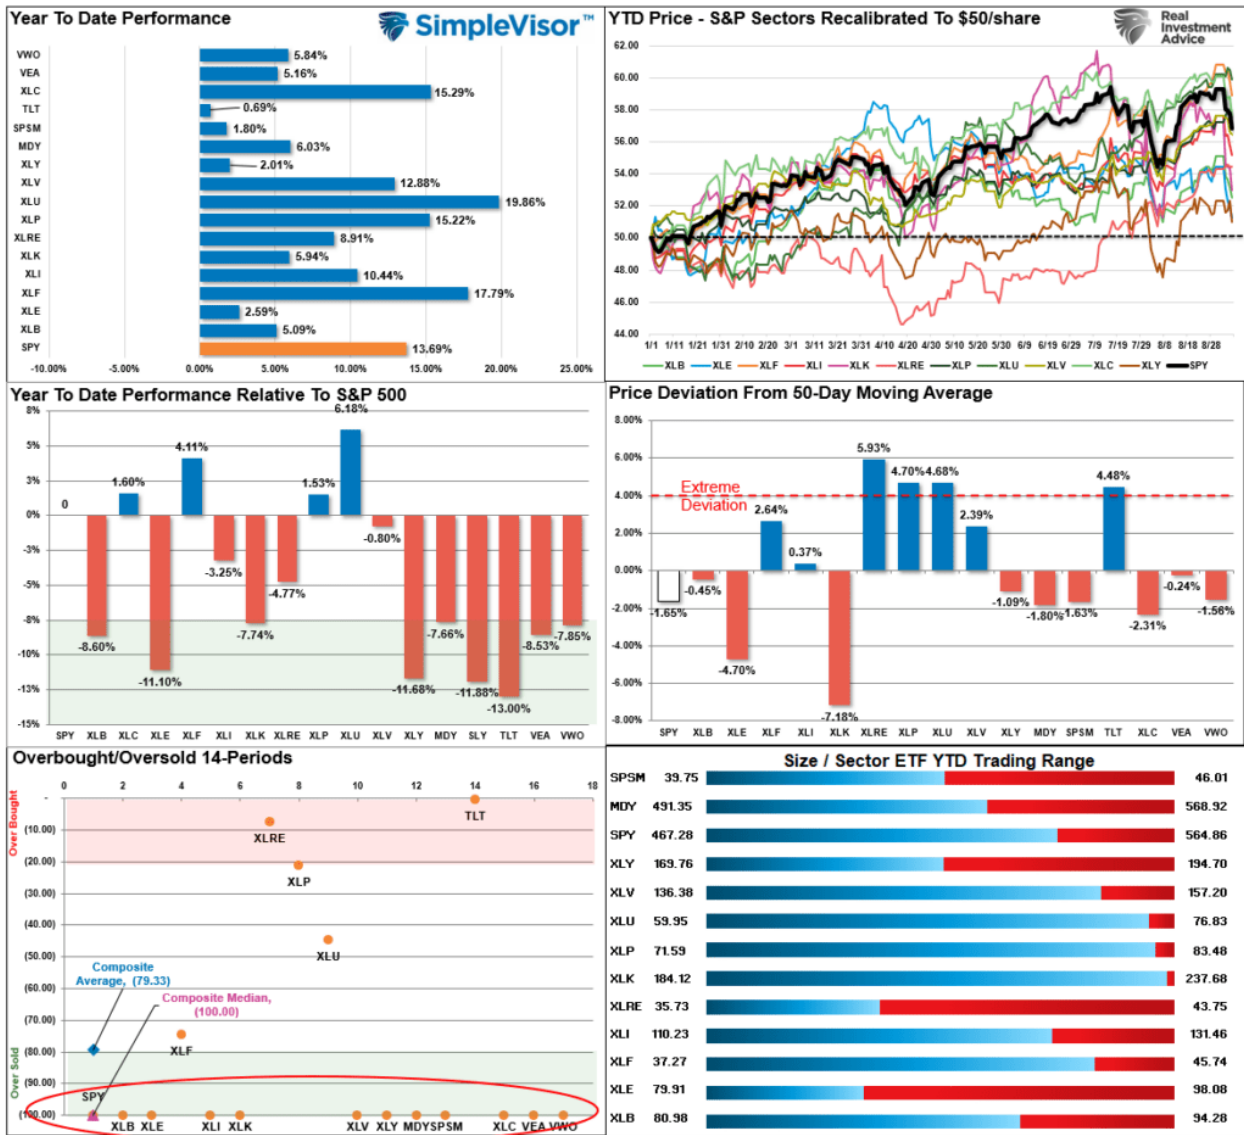 Year To Date Performance
SimpleVisor™
VWO 5.84%
VEA 5.16%
XLC 15.29%
TLT 0.69%
SPSM 1.80%
MDY 6.03%
XLY 2.01%
XLV 12.88%
XLU 19.86%
XLP 15.22%
XLRE 8.91%
XLK 5.94%
XLI 10.44%
XLF 17.79%
XLE 2.59%
XLB 5.09%
SPY 13.69%
-10.00% -5.00% 0.00% 5.00% 10.00% 15.00% 20.00% 25.00%
YTD Price - S&P Sectors Recalibrated To $50/share
Real
Investment
Advice
62.00
60.00
58.00
56.00
54.00
52.00
50.00
48.00
46.00
44.00
1/1 1/11 1/21 1/31 2/10 2/20 3/1 3/11 3/21 3/31 4/10 4/20 4/30 5/10 5/20 5/30 6/9 6/19 6/29 7/9 7/19 7/29 8/8 8/18 8/28
XLB XLE XLF XLI XLK XLRE XLP XLU XLV XLC XLY SPY
Year To Date Performance Relative To S&P 500
8%
5%
3%
0%
-3%
-5%
-8%
-10%
-13%
-15%
0
-8.60%
1.60%
-11.10%
4.11%
-3.25%
-7.74%
-4.77%
1.53%
6.18%
-0.80%
-11.68%
-7.66%
-11.88%
-13.00%
-8.53%
-7.85%
SPY XLB XLC XLE XLF XLI XLK XLRE XLP XLU XLV XLY MDY SLY TLT VEA VWO
Price Deviation From 50-Day Moving Average
8.00%
6.00%
4.00%
2.00%
0.00%
-2.00%
-4.00%
-6.00%
-8.00%
Extreme
Deviation
-1.65%
-0.45%
-4.70%
2.64%
0.37%
-7.18%
5.93%
4.70%
4.68%
2.39%
-1.09%
-1.80%
-1.63%
4.48%
-2.31%
-0.24%
-1.56%
SPY XLB XLE XLF XLI XLK XLRE XLP XLU XLV XLY MDY SPSM TLT XLC VEA VWO
Overbought/Oversold 14-Periods
0 2 4 6 8 10 12 14 16 18
Over Bought
Over Sold
-
(10.00)
(20.00)
(30.00)
(40.00)
(50.00)
(60.00)
(70.00)
(80.00)
(90.00)
(100.00)
TLT
XLRE
XLP
XLU
Composite
Average, (79.33)
Composite Median,
(100.00)
XLF
SPY
XLB XLE XLI XLK XLV XLY MDY SPSM XLC VEA VWO
Size / Sector ETF YTD Trading Range
SPSM 39.75 46.01
MDY 491.35 568.92
SPY 467.28 564.86
XLY 169.76 194.70
XLV 136.38 157.20
XLU 59.95 76.83
XLP 71.59 83.48
XLK 184.12 237.68
XLRE 35.73 43.75
XLI 110.23 131.46
XLF 37.27 45.74
XLE 79.91 98.08
XLB 80.98 94.28